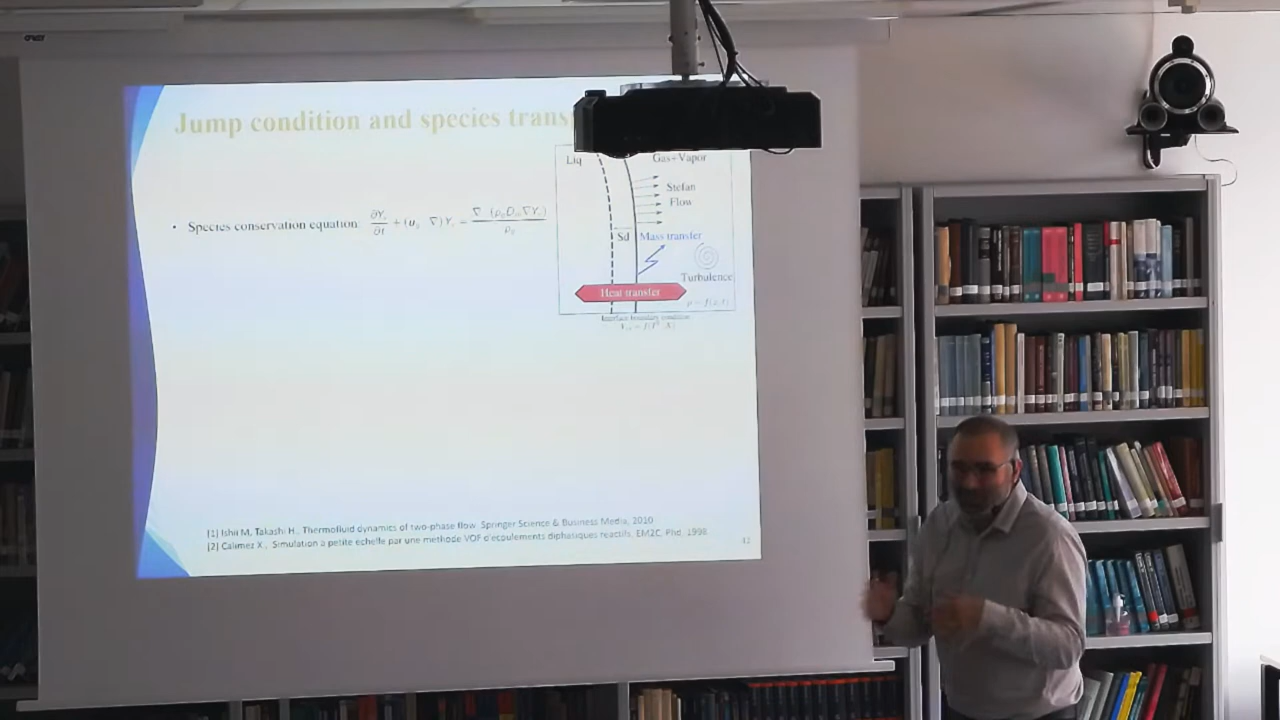 Jump condition and species trans
Liq
Gas+Vapor
Stefan
Flow
• Species conservation equation:
Sd
Mass transfer
Turbulence
Heat transfer
Interface boundary condition
[1] Ishii M, Takashi H., Thermofluid dynamics of two-phase flow. Springer Science & Business Media, 2010
[2] Calimez X., Simulation à petite échelle par une méthode VOF d'écoulements diphasiques réactifs, EM2C, Phd, 1998